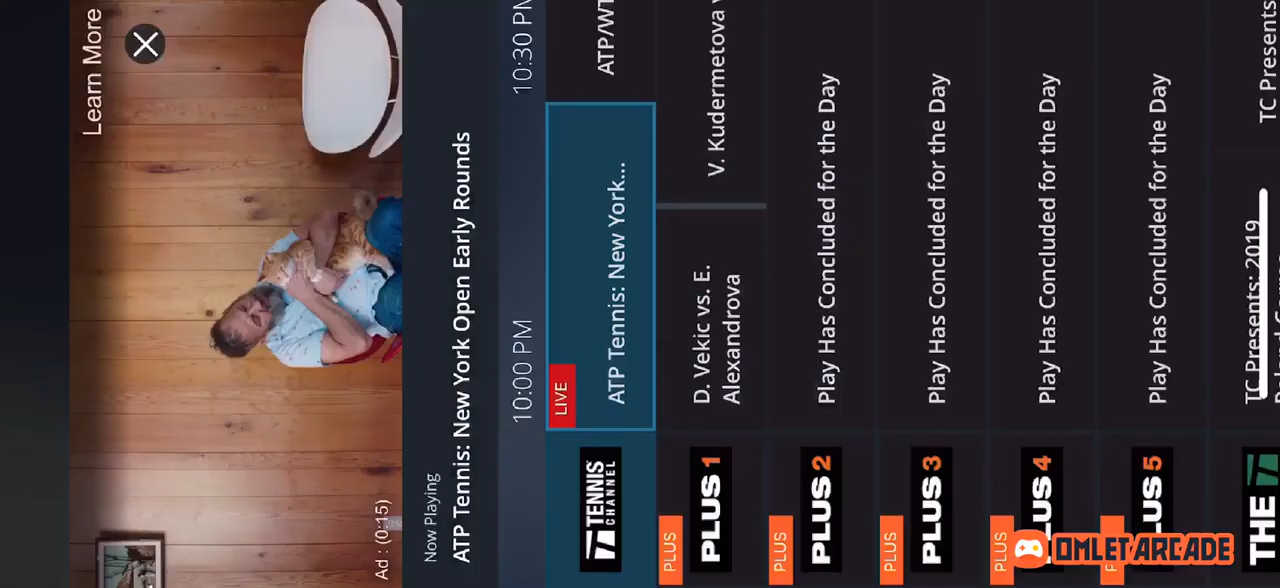 Learn More
Ad : (0:15)
Now Playing
ATP Tennis: New York Open Early Rounds
10:00 PM
10:30 PM
TENNIS
CHANNEL
LIVE
ATP Tennis: New York...
ATP/WT
PLUS
PLUS 1
D. Vekic vs. E.
Alexandrova
V. Kudermetova
PLUS
PLUS 2
Play Has Concluded for the Day
PLUS
PLUS 3
Play Has Concluded for the Day
PLUS
PLUS 4
Play Has Concluded for the Day
PLUS 5
Play Has Concluded for the Day
THE
TC Presents: 2019
TC Presents
OMLET ARCADE